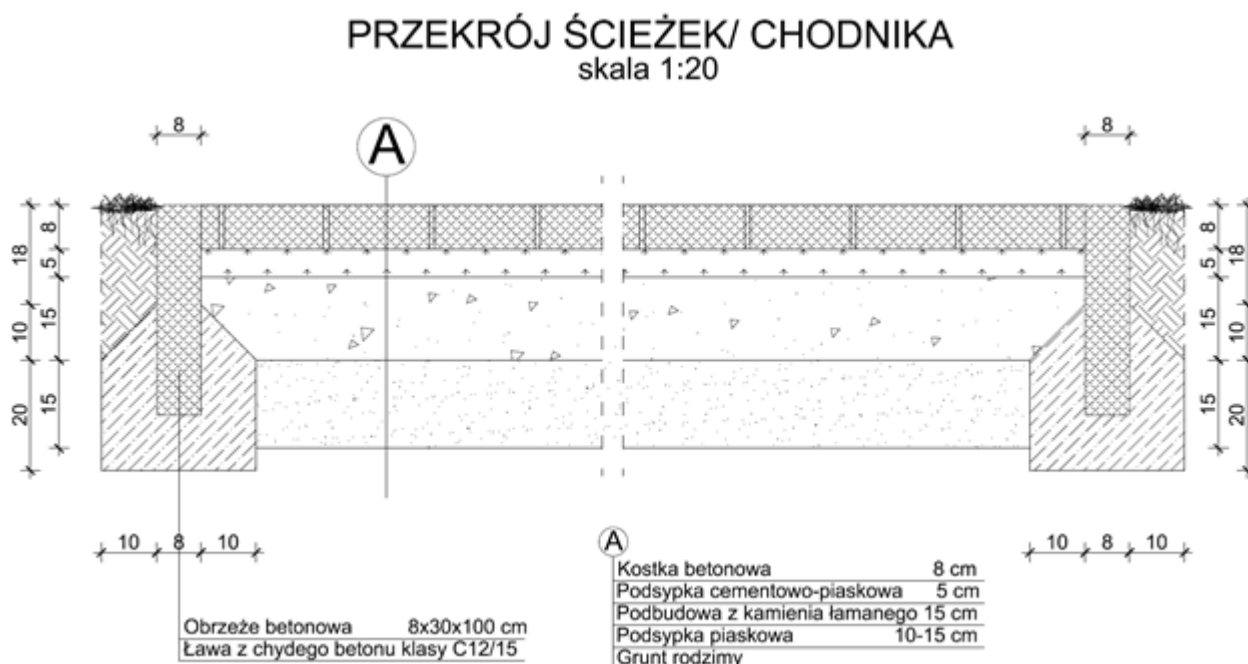 PRZEKRÓJ ŚCIEŻEK/ CHODNIKA
skala 1:20
8
8
A
18
8
5
10
15
20
15
8
18
5
10
15
15
20
10 8 10
10 8 10
A
Kostka betonowa 8 cm
Podsypka cementowo-piaskowa 5 cm
Podbudowa z kamienia łamanego 15 cm
Podsypka piaskowa 10-15 cm
Grunt rodzimy
Obrzeże betonowa 8x30x100 cm
Ława z chydego betonu klasy C12/15